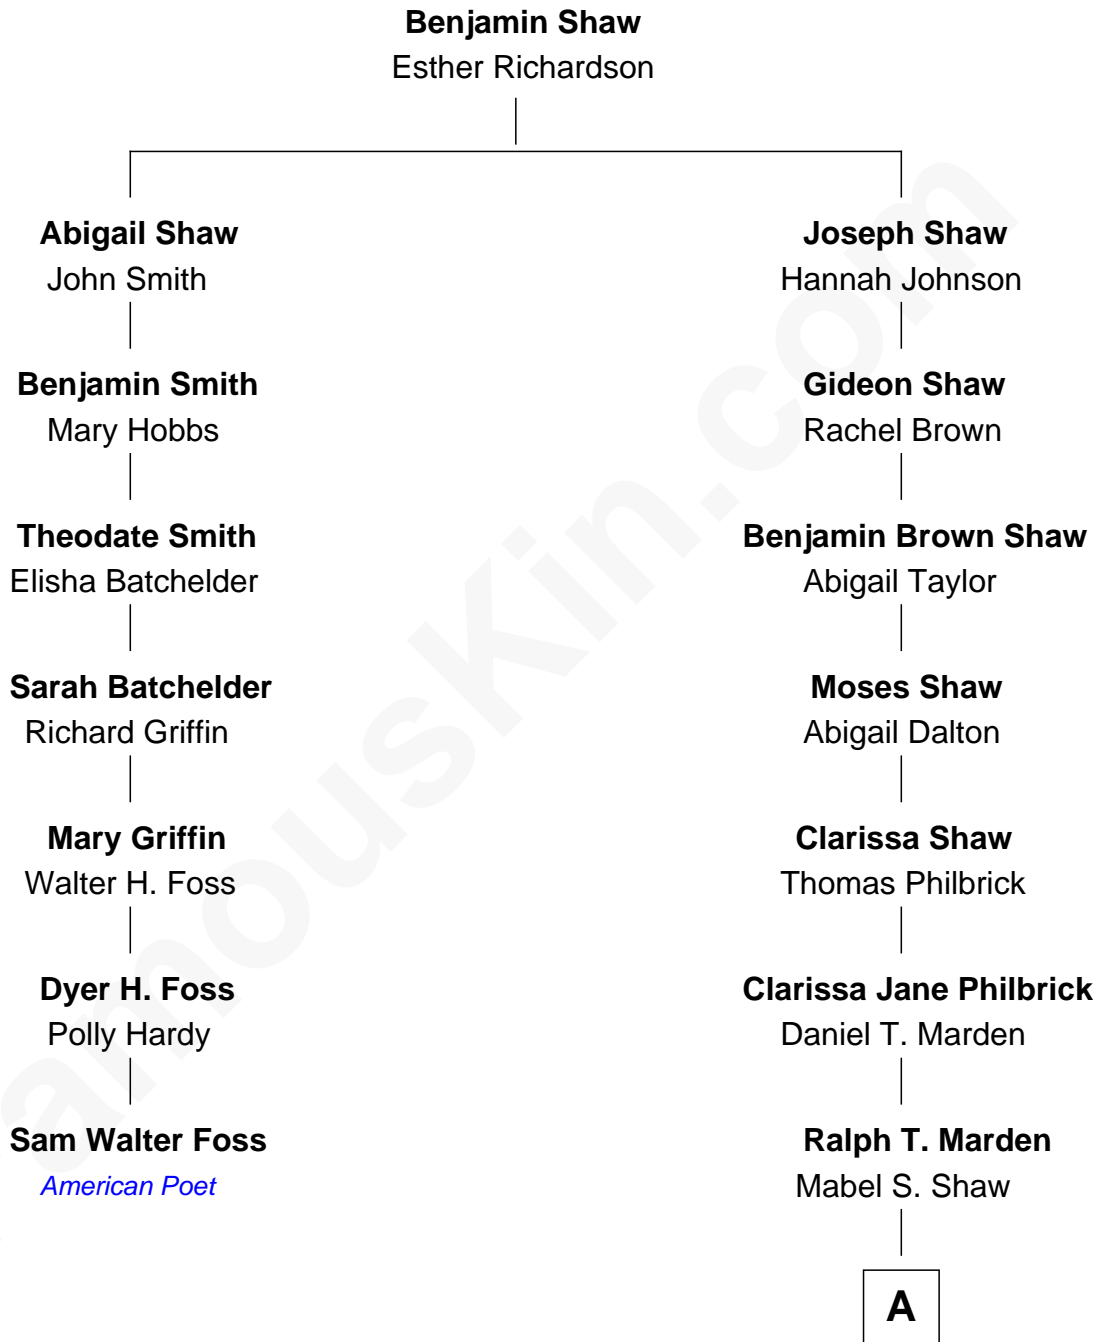 Benjamin Shaw
Esther Richardson
Abigail Shaw
John Smith
Joseph Shaw
Hannah Johnson
Benjamin Smith
Mary Hobbs
Gideon Shaw
Rachel Brown
Theodate Smith
Elisha Batchelder
Benjamin Brown Shaw
Abigail Taylor
Sarah Batchelder
Richard Griffin
Moses Shaw
Abigail Dalton
Mary Griffin
Walter H. Foss
Clarissa Shaw
Thomas Philbrick
Dyer H. Foss
Polly Hardy
Clarissa Jane Philbrick
Daniel T. Marden
Sam Walter Foss
American Poet
Ralph T. Marden
Mabel S. Shaw
A
amouskin.com